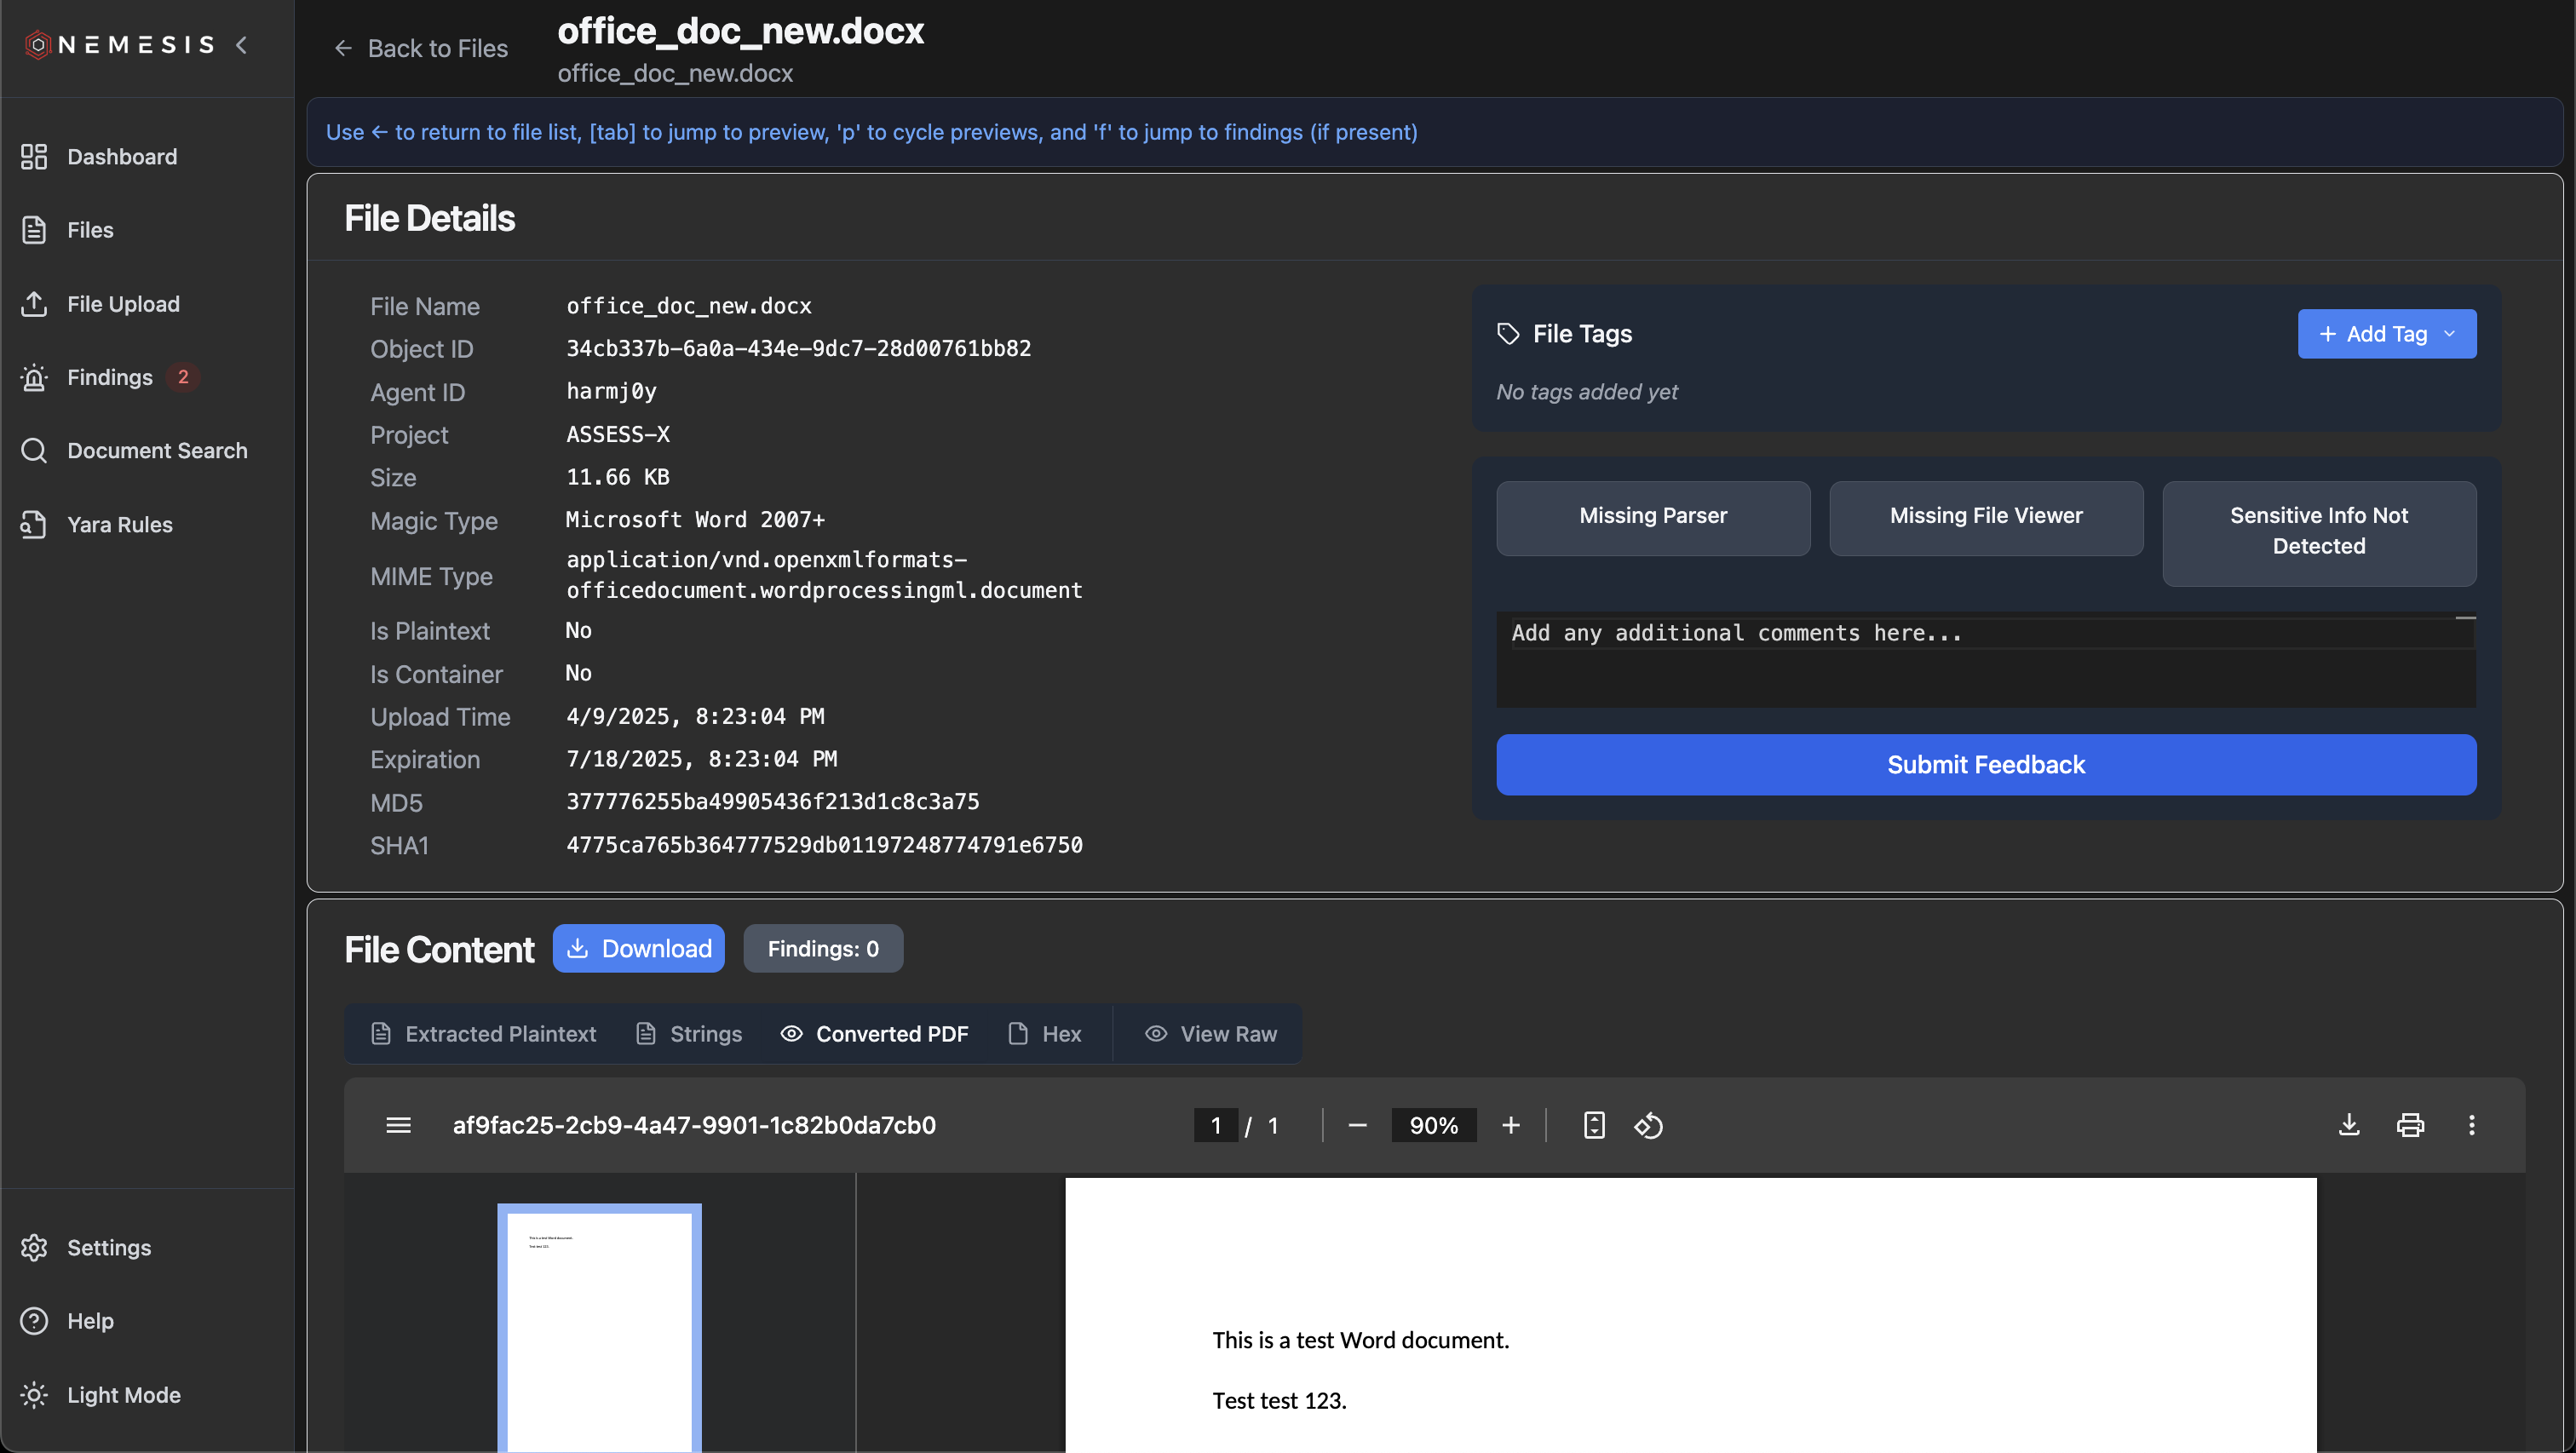 NEMESIS
Dashboard
Files
File Upload
Findings 2
Document Search
Yara Rules
Settings
Help
Light Mode
← Back to Files
office_doc_new.docx
office_doc_new.docx
Use ← to return to file list, [tab] to jump to preview, 'p' to cycle previews, and 'f' to jump to findings (if present)
File Details
File Name office_doc_new.docx
Object ID 34cb337b-6a0a-434e-9dc7-28d00761bb82
Agent ID harmj0y
Project ASSESS-X
Size 11.66 KB
Magic Type Microsoft Word 2007+
MIME Type application/vnd.openxmlformats-
officedocument.wordprocessingml.document
Is Plaintext No
Is Container No
Upload Time 4/9/2025, 8:23:04 PM
Expiration 7/18/2025, 8:23:04 PM
MD5 377776255ba49905436f213d1c8c3a75
SHA1 4775ca765b364777529db01197248774791e6750
File Tags
+ Add Tag
No tags added yet
Missing Parser
Missing File Viewer
Sensitive Info Not
Detected
Add any additional comments here...
Submit Feedback
File Content
Download
Findings: 0
Extracted Plaintext
Strings
Converted PDF
Hex
View Raw
af9fac25-2cb9-4a47-9901-1c82b0da7cb0
1 / 1
90%
This is a test Word document.
Test test 123.
This is a test Word document.
Test test 123.